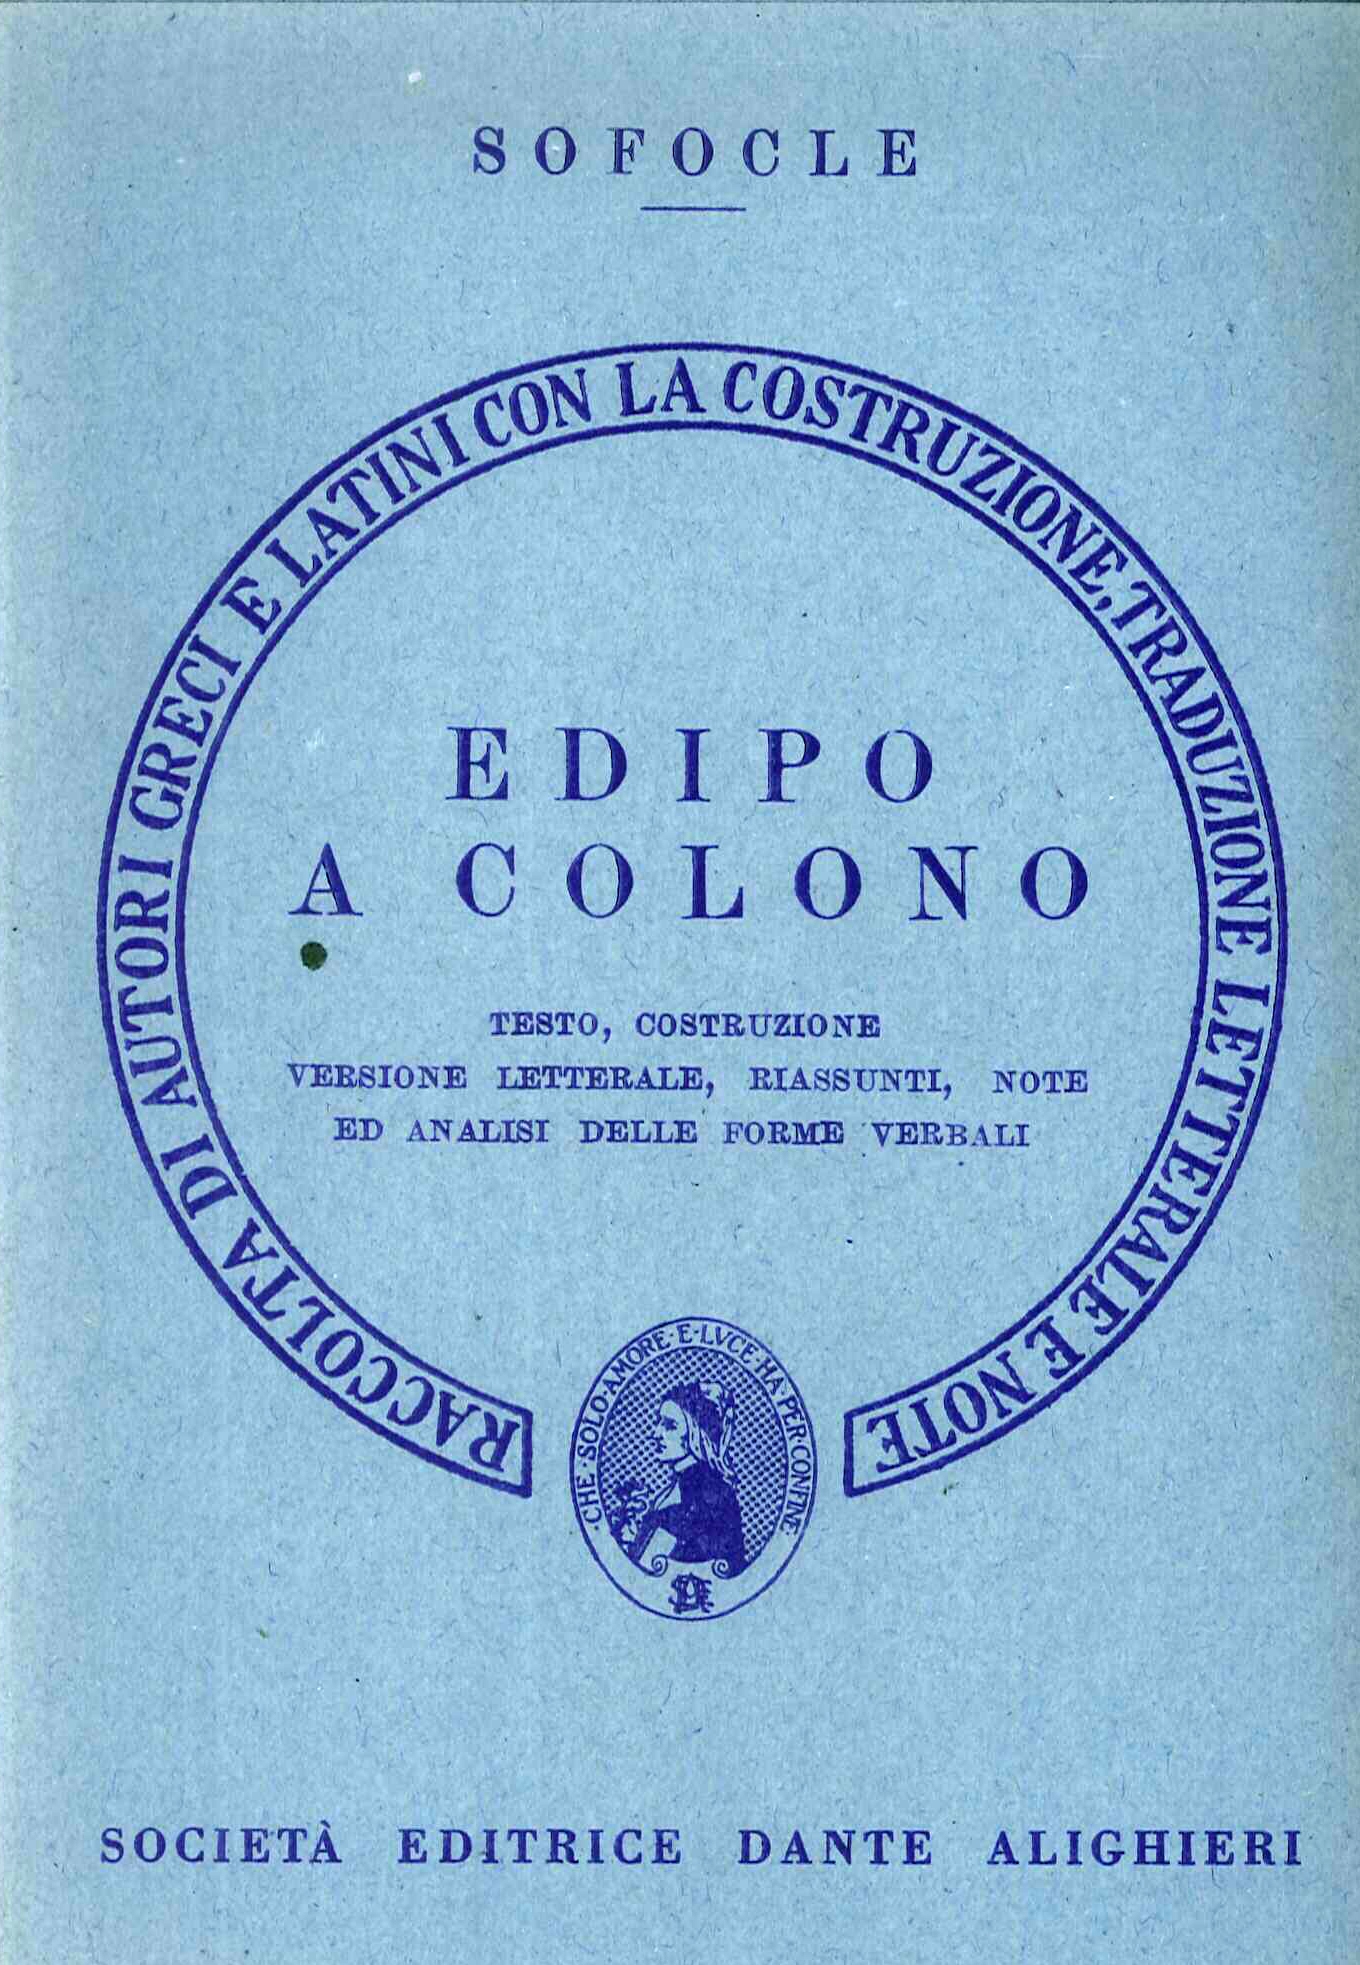 SOFOCLE
RACCOLTA DI AUTORI GRECI E LATINI CON LA COSTRUZIONE, TRADUZIONE LETTERALE E NOTE
EDIPO
A COLONO
TESTO, COSTRUZIONE
VERSIONE LETTERALE, RIASSUNTI, NOTE
ED ANALISI DELLE FORME VERBALI
·CHE·SOLO·AMORE·E·LVCE·HA·PER·CONFINE·
SOCIETÀ EDITRICE DANTE ALIGHIERI